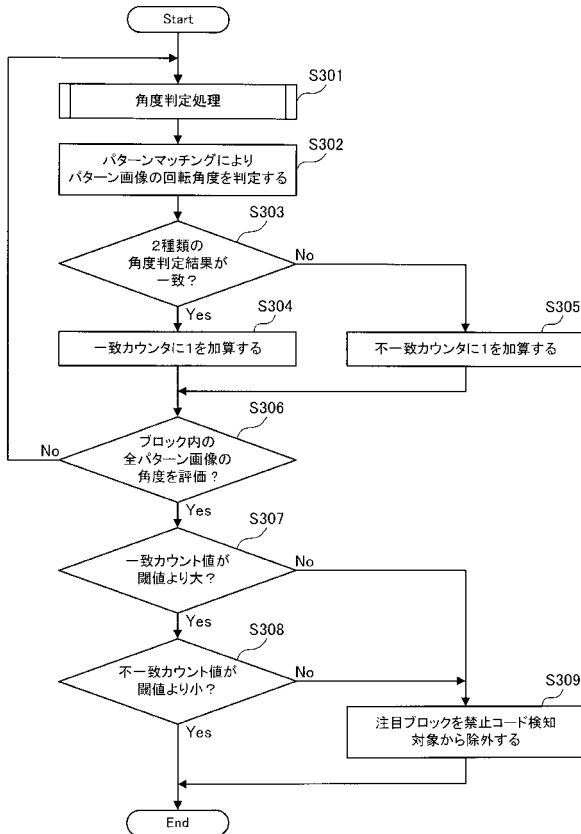 Start
S301
角度判定処理
S302
パターンマッチングにより
パターン画像の回転角度を判定する
S303
2種類の
角度判定結果が
一致?
No
Yes
S304
一致カウンタに1を加算する
S305
不一致カウンタに1を加算する
S306
ブロック内の
全パターン画像の
角度を評価?
No
Yes
S307
一致カウント値が
閾値より大?
No
Yes
S308
不一致カウント値が
閾値より小?
No
Yes
S309
注目ブロックを禁止コード検知
対象から除外する
End